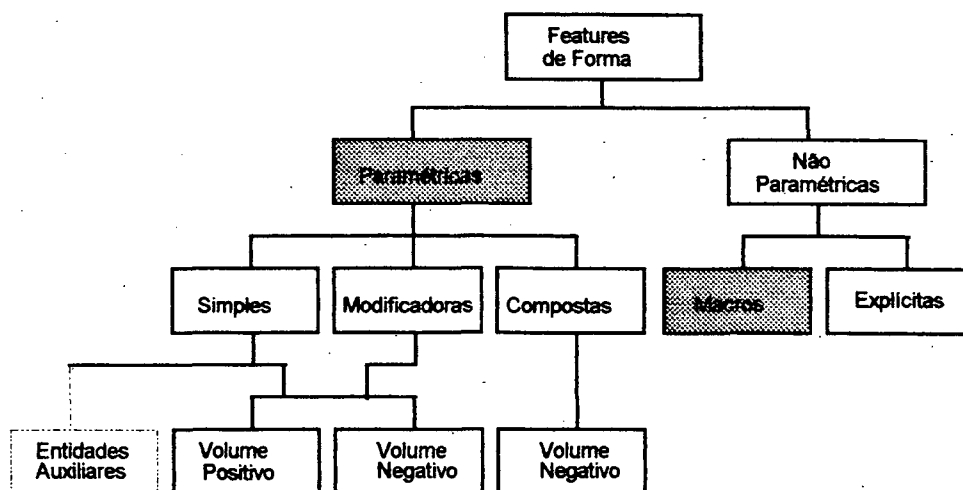 Features
de Forma
Paramétricas
Não
Paramétricas
Simples
Modificadoras
Compostas
Macros
Explícitas
Entidades
Auxiliares
Volume
Positivo
Volume
Negativo
Volume
Negativo